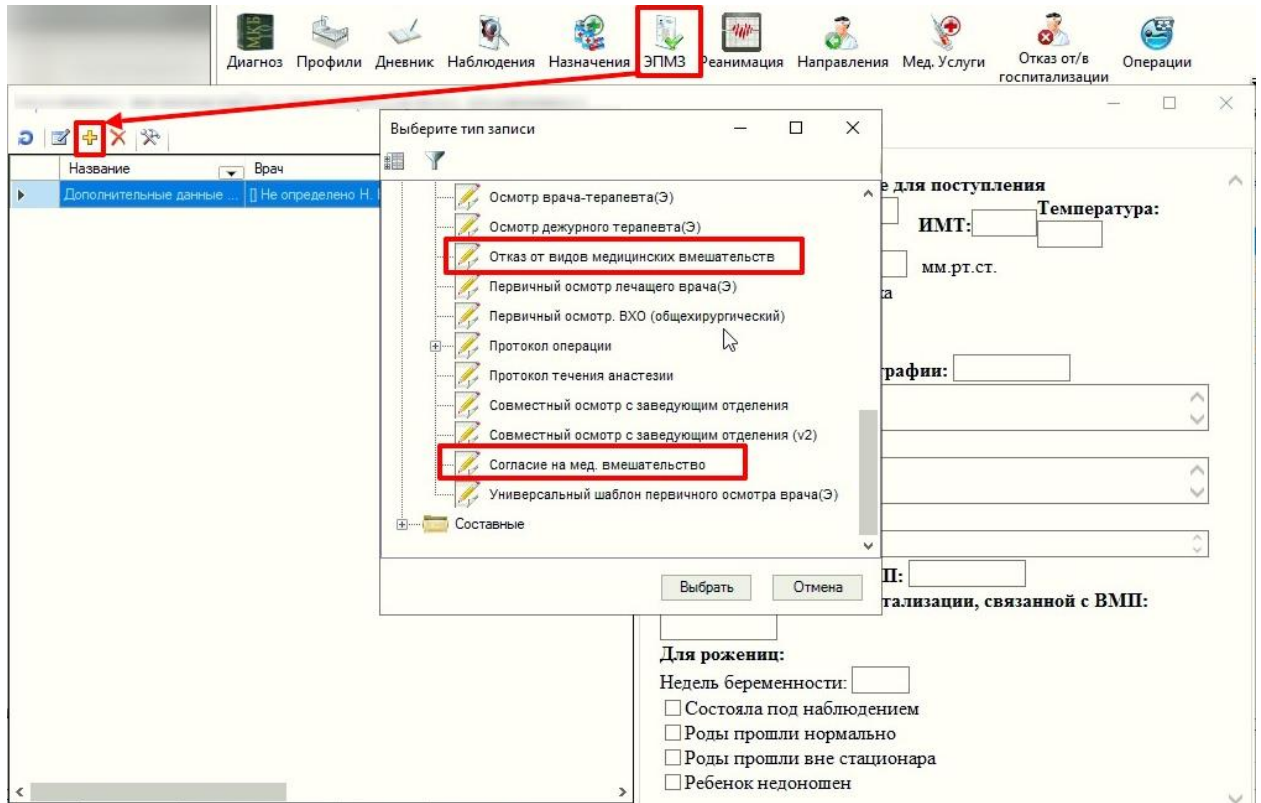 МКБ
Диагноз Профили Дневник Наблюдения Назначения ЭПМЗ Реанимация Направления Мед. Услуги Отказ от/в госпитализации Операции
Название Врач
Дополнительные данные ... [] Не определено Н.
Выберите тип записи
Осмотр врача-терапевта(Э)
Осмотр дежурного терапевта(Э)
Отказ от видов медицинских вмешательств
Первичный осмотр лечащего врача(Э)
Первичный осмотр. ВХО (общехирургический)
Протокол операции
Протокол течения анастезии
Совместный осмотр с заведующим отделения
Совместный осмотр с заведующим отделения (v2)
Согласие на мед. вмешательство
Универсальный шаблон первичного осмотра врача(Э)
Составные
Выбрать Отмена
е для поступления
ИМТ: Температура:
мм.рт.ст.
ка
графии:
П:
тализации, связанной с ВМП:
Для рожениц:
Недель беременности:
Состояла под наблюдением
Роды прошли нормально
Роды прошли вне стационара
Ребенок недоношен